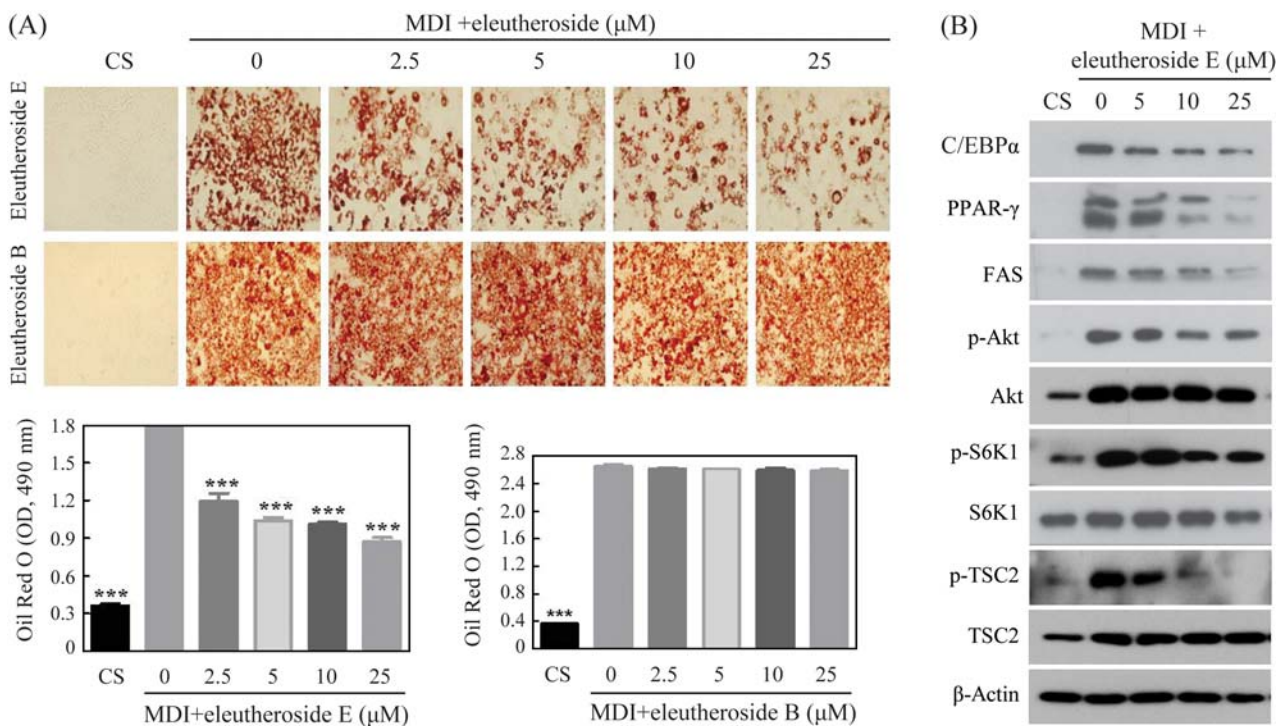 (A)
MDI +eleutheroside (μM)
CS 0 2.5 5 10 25
Eleutheroside E
Eleutheroside B
Oil Red O (OD, 490 nm)
1.8
1.5
1.2
0.9
0.6
0.3
0
***
***
***
***
***
CS 0 2.5 5 10 25
MDI+eleutheroside E (μM)
Oil Red O (OD, 490 nm)
2.8
2.6
2.4
2.0
1.6
1.2
0.8
0.4
0
***
CS 0 2.5 5 10 25
MDI+eleutheroside B (μM)
(B)
MDI +
eleutheroside E (μM)
CS 0 5 10 25
C/EBPα
PPAR-γ
FAS
p-Akt
Akt
p-S6K1
S6K1
p-TSC2
TSC2
β-Actin